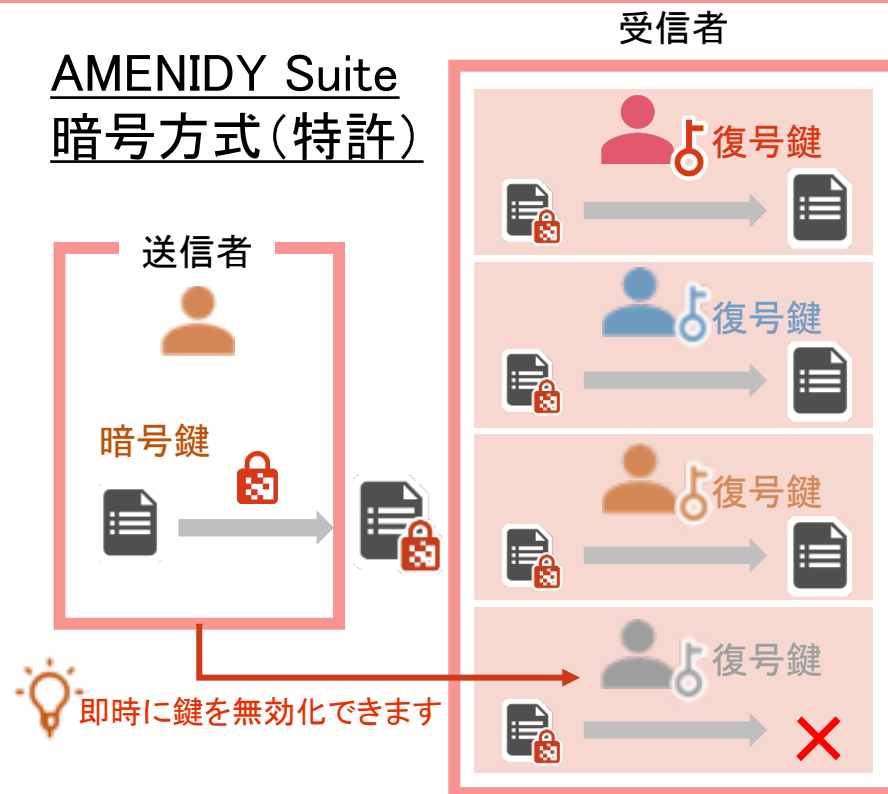 受信者
AMENIDY Suite
暗号方式（特許）
復号鍵
送信者
復号鍵
暗号鍵
復号鍵
復号鍵
即時に鍵を無効化できます